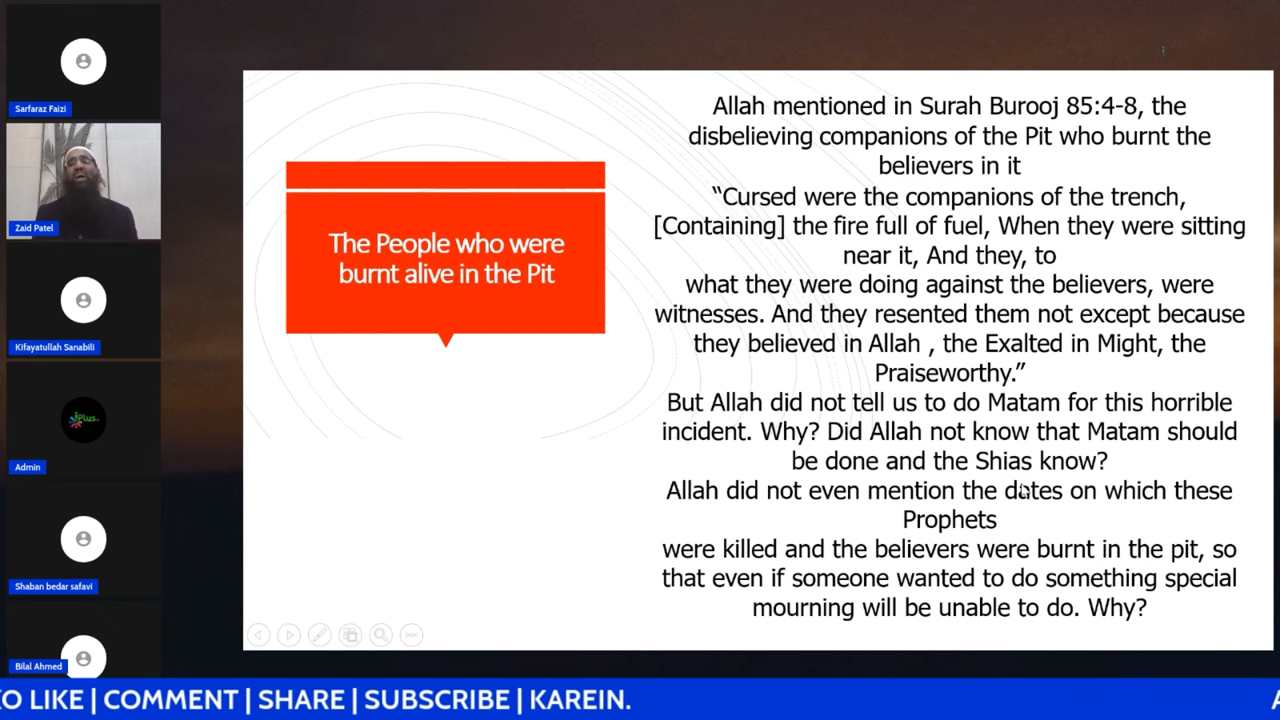 Sarfaraz Faizi
Zaid Patel
Kifayatullah Sanabili
iPlus
Admin
Shaban bedar safavi
Bilal Ahmed
The People who were
burnt alive in the Pit
Allah mentioned in Surah Burooj 85:4-8, the
disbelieving companions of the Pit who burnt the
believers in it
“Cursed were the companions of the trench,
[Containing] the fire full of fuel, When they were sitting
near it, And they, to
what they were doing against the believers, were
witnesses. And they resented them not except because
they believed in Allah , the Exalted in Might, the
Praiseworthy.”
But Allah did not tell us to do Matam for this horrible
incident. Why? Did Allah not know that Matam should
be done and the Shias know?
Allah did not even mention the dates on which these
Prophets
were killed and the believers were burnt in the pit, so
that even if someone wanted to do something special
mourning will be unable to do. Why?
KO LIKE | COMMENT | SHARE | SUBSCRIBE | KAREIN.